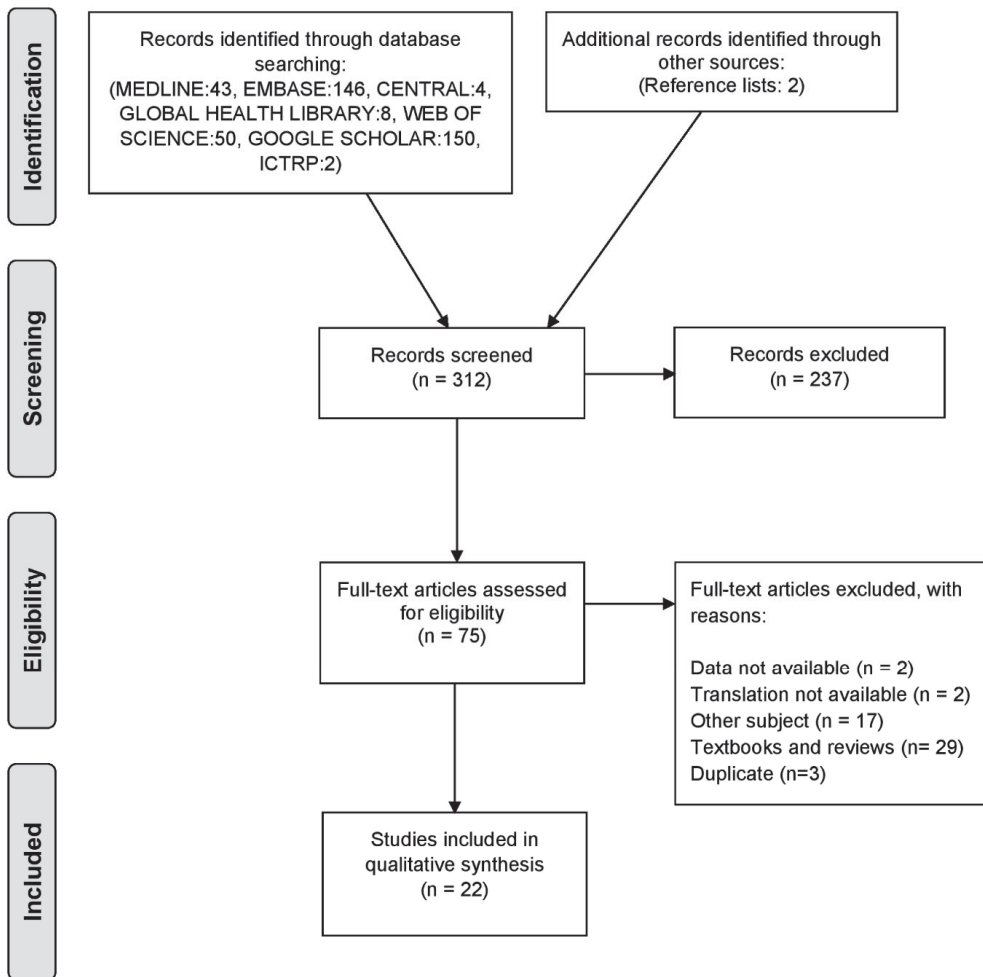 Identification
Records identified through database
searching:
(MEDLINE:43, EMBASE:146, CENTRAL:4,
GLOBAL HEALTH LIBRARY:8, WEB OF
SCIENCE:50, GOOGLE SCHOLAR:150,
ICTRP:2)
Additional records identified through
other sources:
(Reference lists: 2)
Screening
Records screened
(n = 312)
Records excluded
(n = 237)
Eligibility
Full-text articles assessed
for eligibility
(n = 75)
Full-text articles excluded, with
reasons:
Data not available (n = 2)
Translation not available (n = 2)
Other subject (n = 17)
Textbooks and reviews (n= 29)
Duplicate (n=3)
Included
Studies included in
qualitative synthesis
(n = 22)